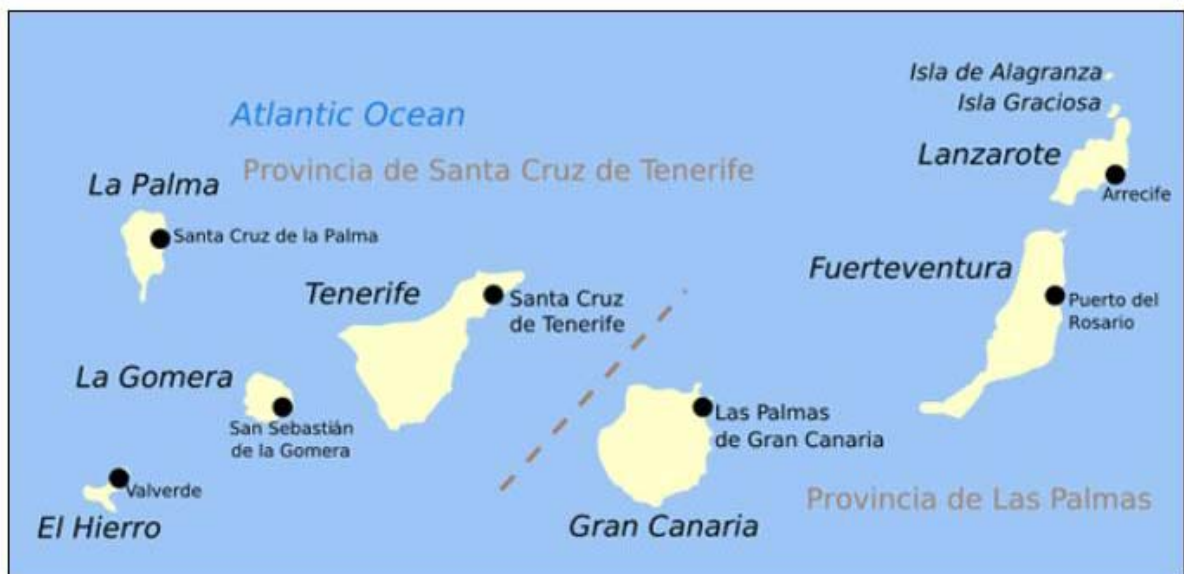 Isla de Alagranza
Isla Graciosa
Atlantic Ocean
Lanzarote
Provincia de Santa Cruz de Tenerife
La Palma
Arrecife
Santa Cruz de la Palma
Fuerteventura
Tenerife
Santa Cruz
de Tenerife
Puerto del
Rosario
La Gomera
Las Palmas
de Gran Canaria
San Sebastián
de la Gomera
Valverde
Provincia de Las Palmas
El Hierro
Gran Canaria